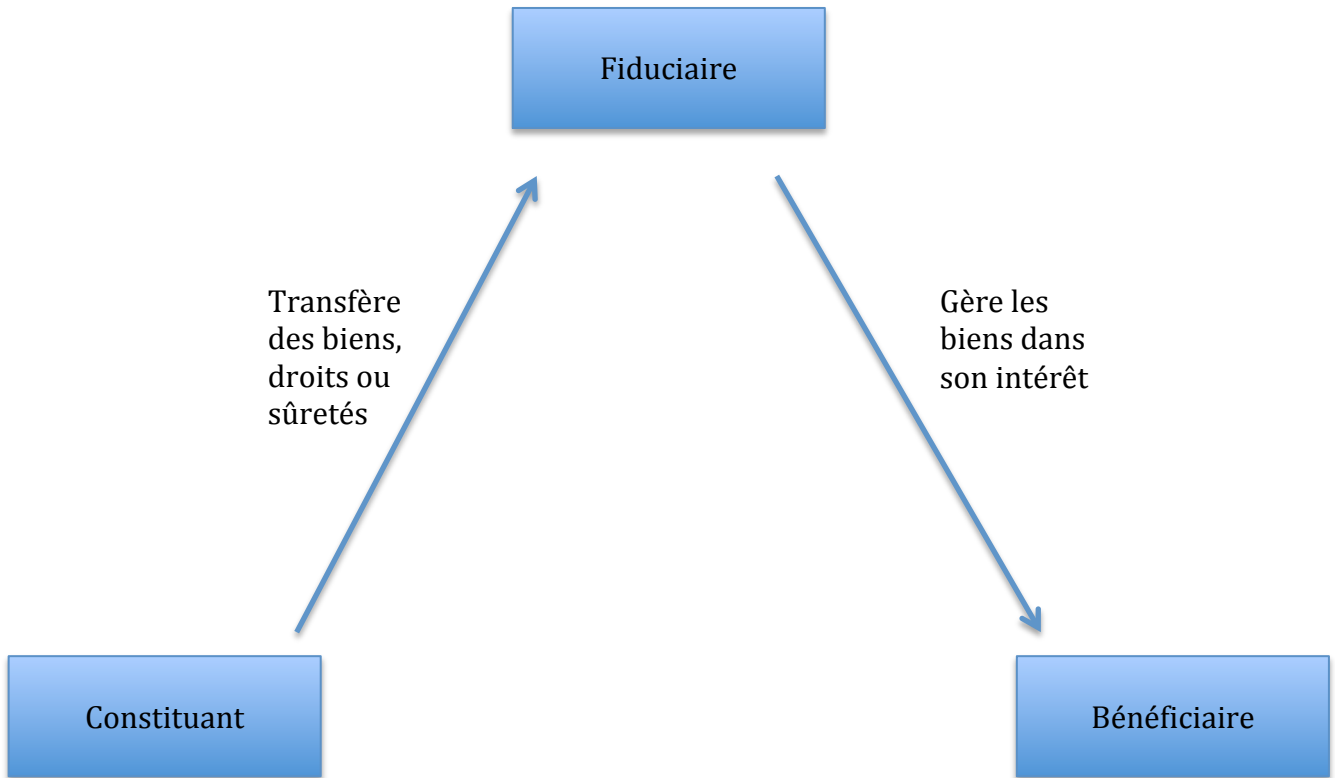 Fiduciaire
Transfère
des biens,
droits ou
sûretés
Gère les
biens dans
son intérêt
Constituant
Bénéficiaire